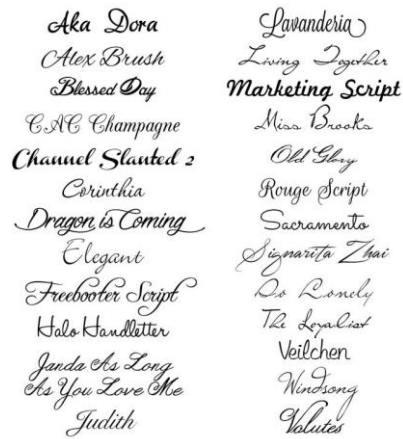 Aka Dora
Alex Brush
Blessed Day
CAC Champagne
Channel Slanted 2
Corinthia
Dragon is Coming
Elegant
Freebooter Script
Halo Handletter
Janda As Long
As You Love Me
Judith
Lavanderia
Living Together
Marketing Script
Miss Brooks
Old Glory
Rouge Script
Sacramento
Signarita Zhai
So Lonely
The Loyalist
Veilchen
Windsong
Volutes